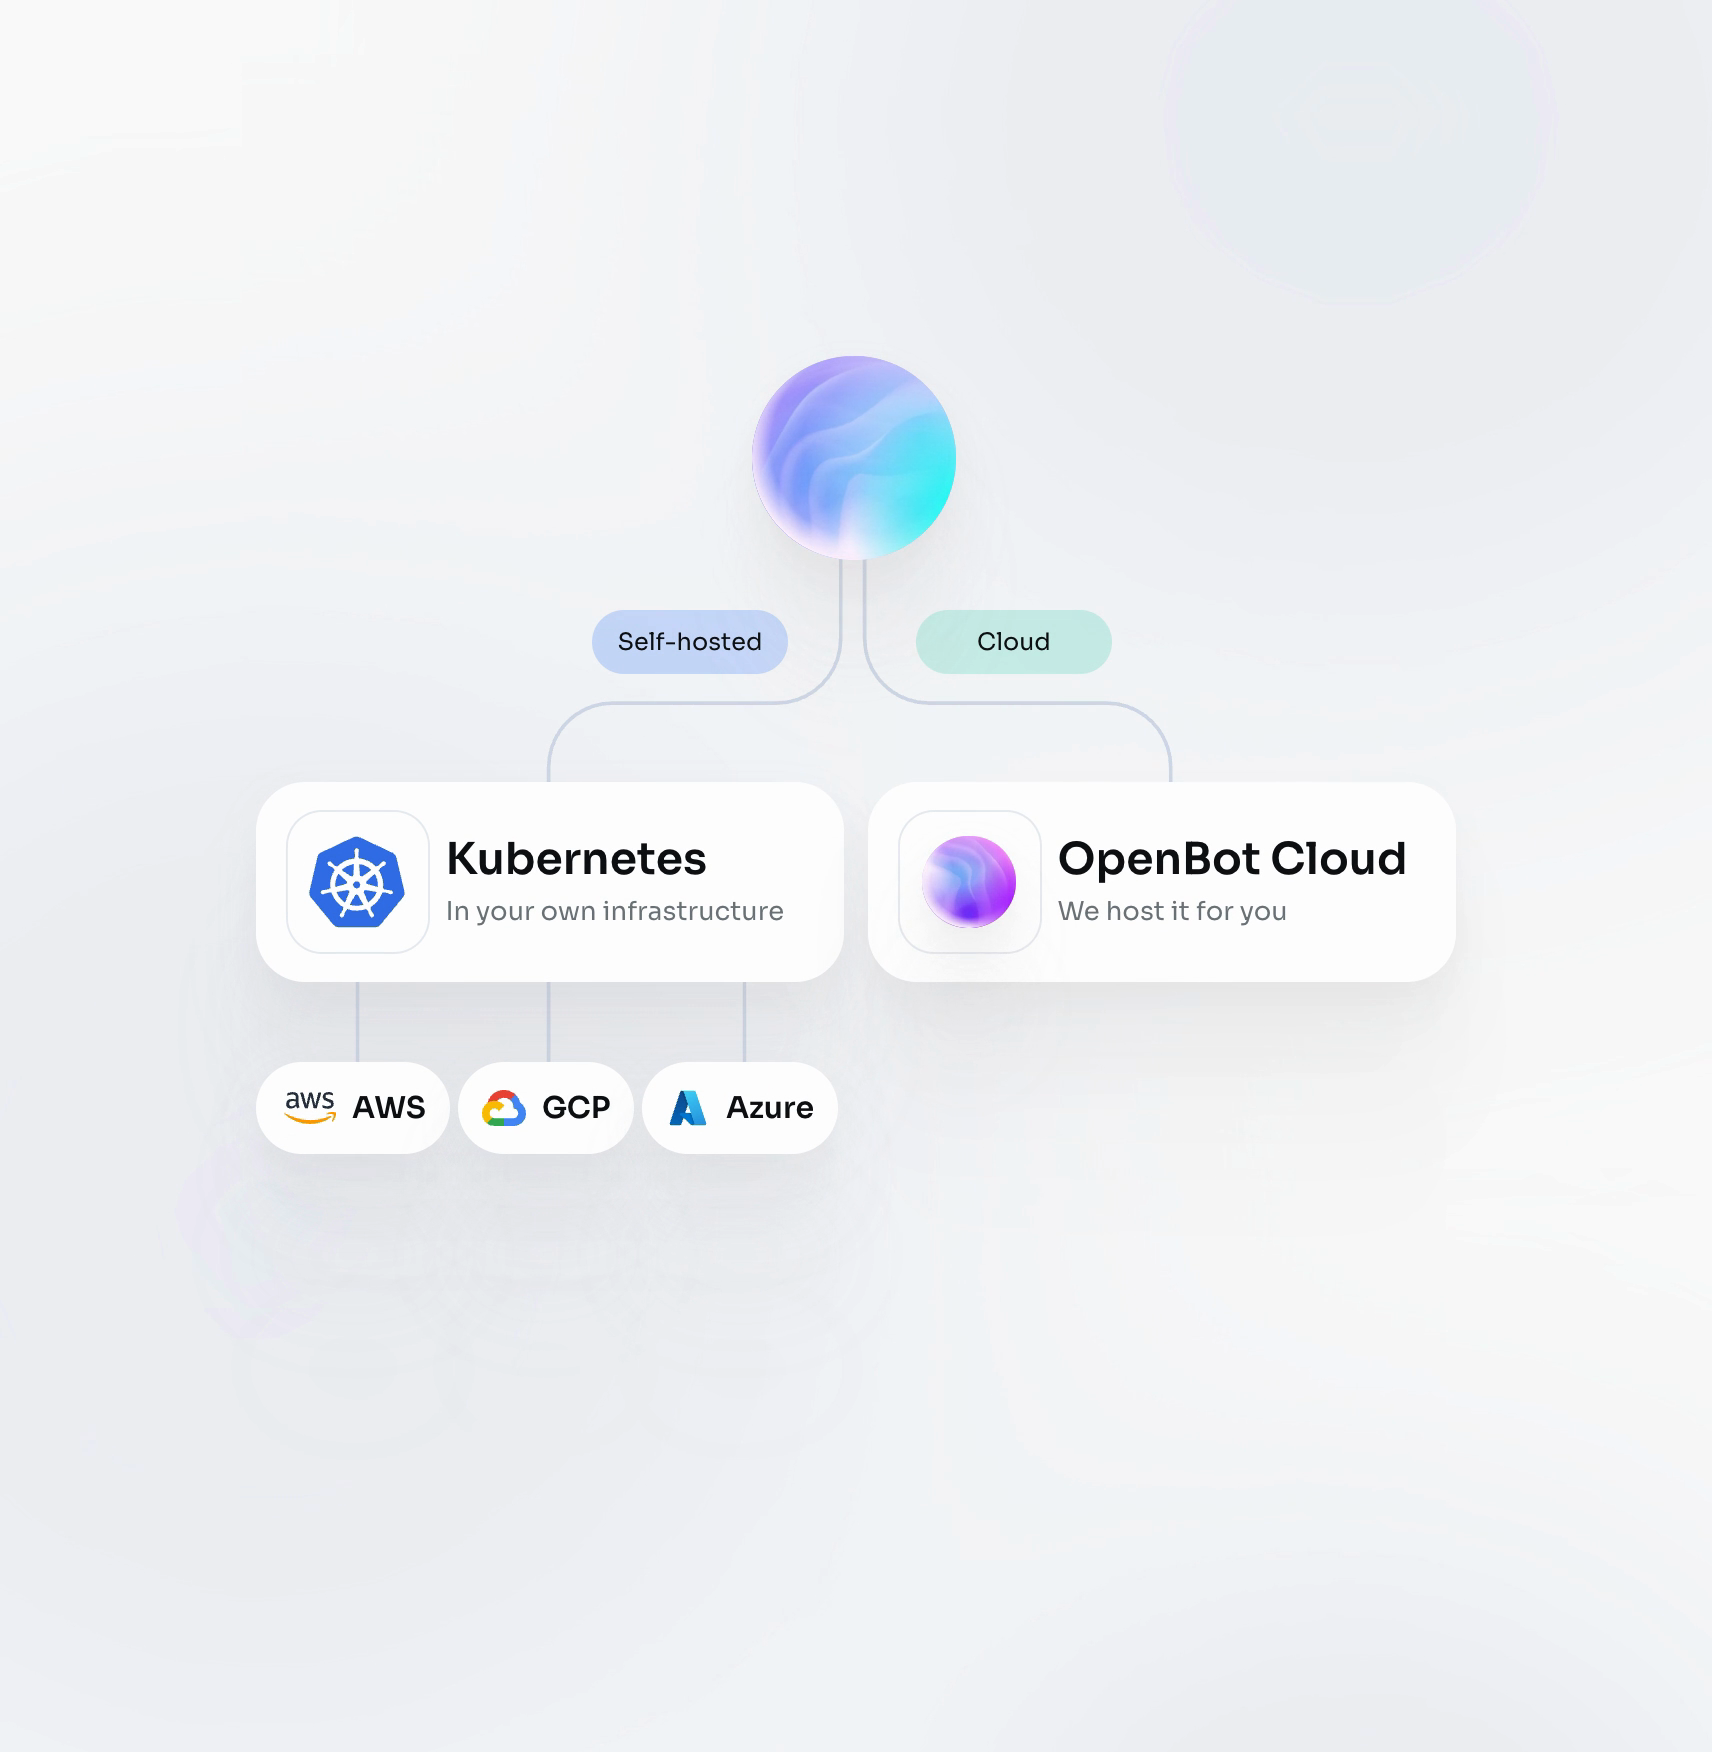 Self-hosted
Cloud
Kubernetes
In your own infrastructure
OpenBot Cloud
We host it for you
aws AWS
GCP
Azure